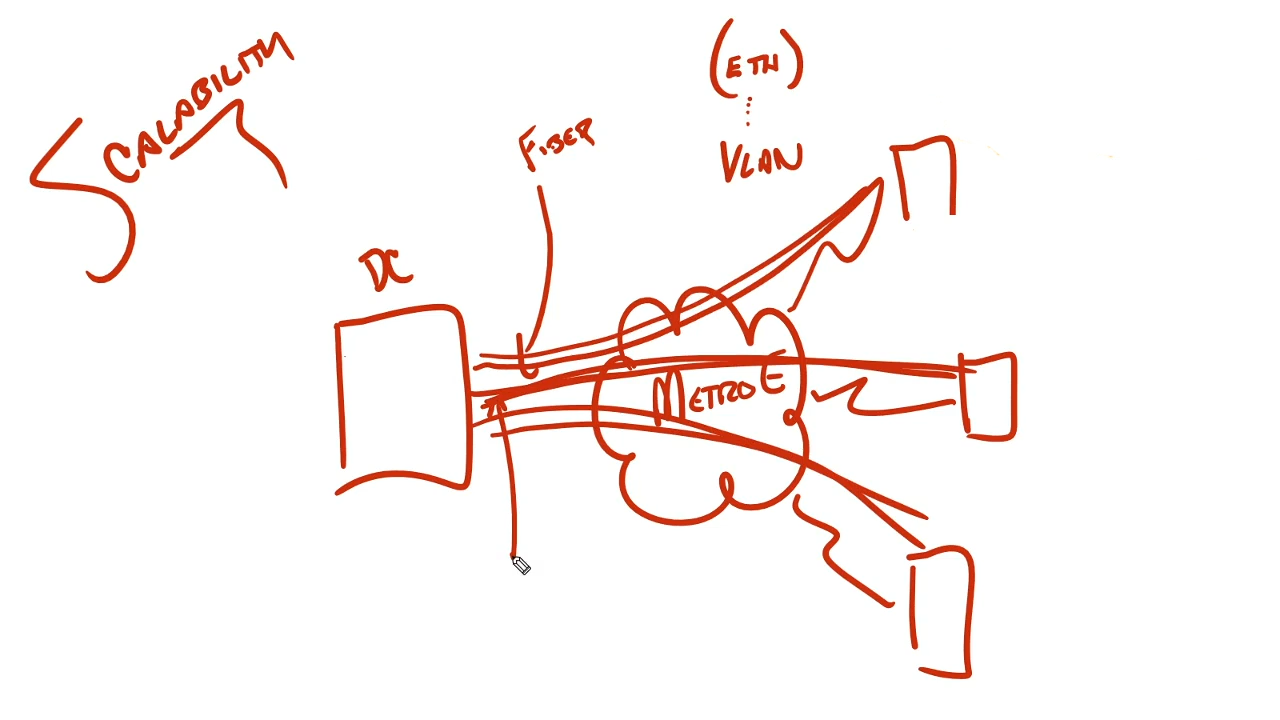 SCALABILITY
(ETH)
FIBER
VLAN
DC
METRO E